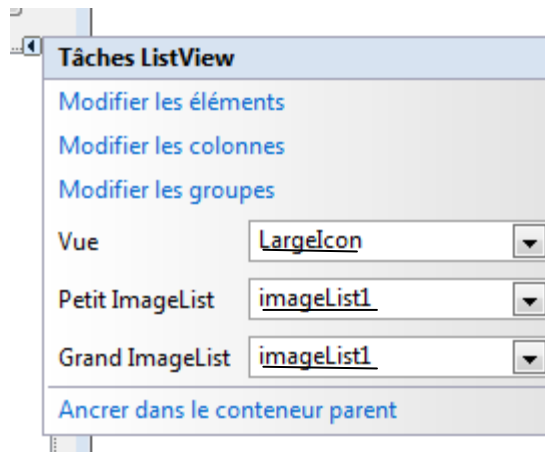 Tâches ListView
Modifier les éléments
Modifier les colonnes
Modifier les groupes
Vue LargeIcon
Petit ImageList imageList1
Grand ImageList imageList1
Ancrer dans le conteneur parent